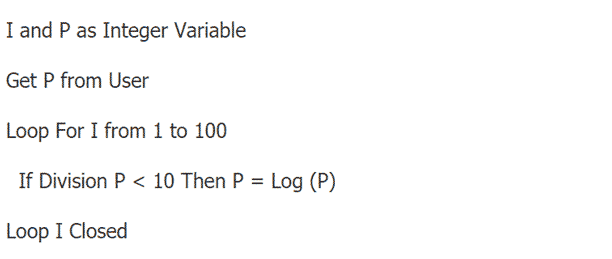 I and P as Integer Variable
Get P from User
Loop For I from 1 to 100
If Division P < 10 Then P = Log (P)
Loop I Closed